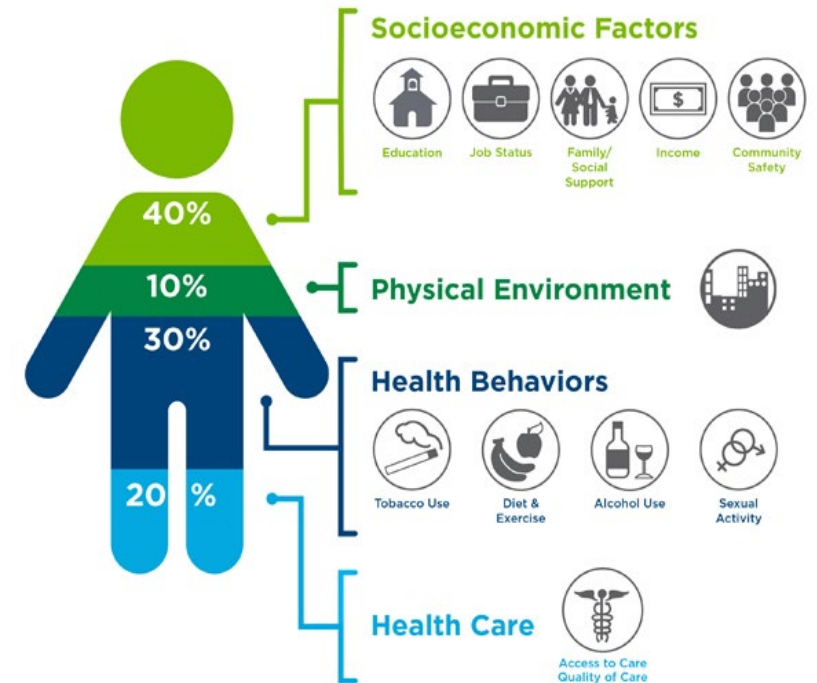 Socioeconomic Factors
$
Education
Job Status
Family/
Social
Support
Income
Community
Safety
40%
10%
Physical Environment
30%
Health Behaviors
Tobacco Use
Diet &
Exercise
Alcohol Use
Sexual
Activity
20 %
Health Care
Access to Care
Quality of Care